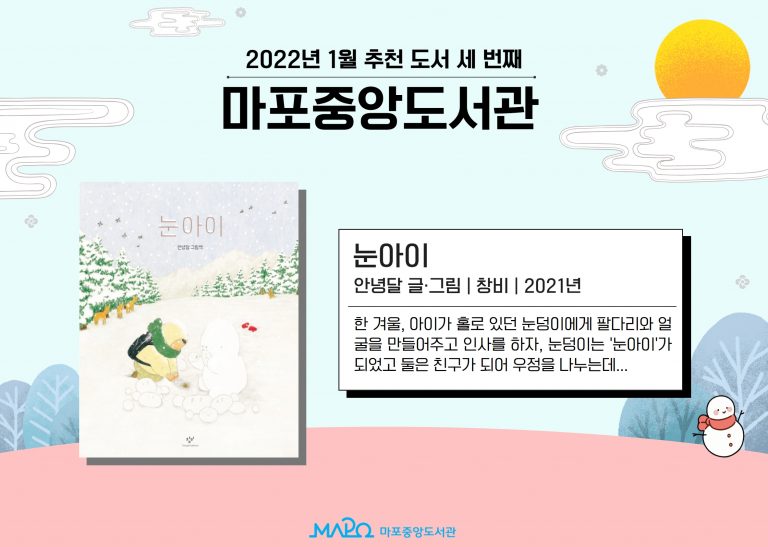 2022년 1월 추천 도서 세 번째
마포중앙도서관
눈아이
안녕달 그림책
창비
눈아이
안녕달 글·그림 | 창비 | 2021년
한 겨울, 아이가 홀로 있던 눈덩이에게 팔다리와 얼
굴을 만들어주고 인사를 하자, 눈덩이는 '눈아이'가
되었고 둘은 친구가 되어 우정을 나누는데...
MAPO 마포중앙도서관